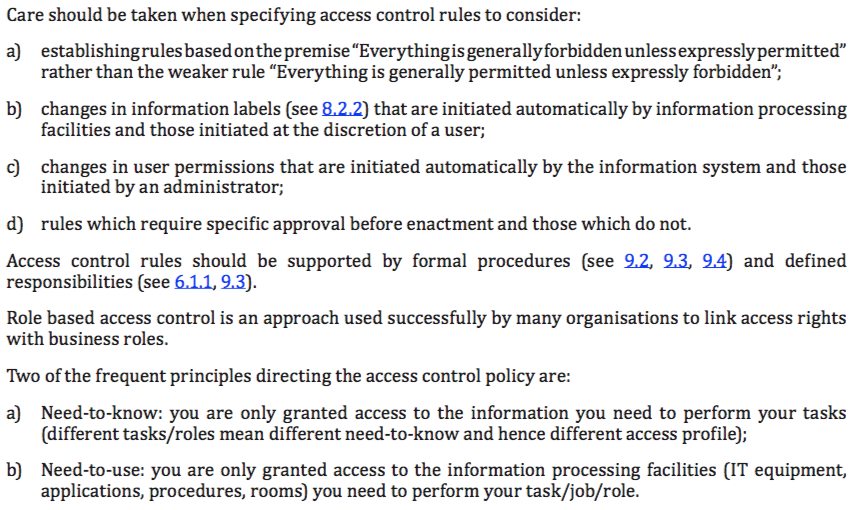 Care should be taken when specifying access control rules to consider:
a) establishing rules based on the premise “Everything is generally forbidden unless expressly permitted”
rather than the weaker rule “Everything is generally permitted unless expressly forbidden”;
b) changes in information labels (see 8.2.2) that are initiated automatically by information processing
facilities and those initiated at the discretion of a user;
c) changes in user permissions that are initiated automatically by the information system and those
initiated by an administrator;
d) rules which require specific approval before enactment and those which do not.
Access control rules should be supported by formal procedures (see 9.2, 9.3, 9.4) and defined
responsibilities (see 6.1.1, 9.3).
Role based access control is an approach used successfully by many organisations to link access rights
with business roles.
Two of the frequent principles directing the access control policy are:
a) Need-to-know: you are only granted access to the information you need to perform your tasks
(different tasks/roles mean different need-to-know and hence different access profile);
b) Need-to-use: you are only granted access to the information processing facilities (IT equipment,
applications, procedures, rooms) you need to perform your task/job/role.